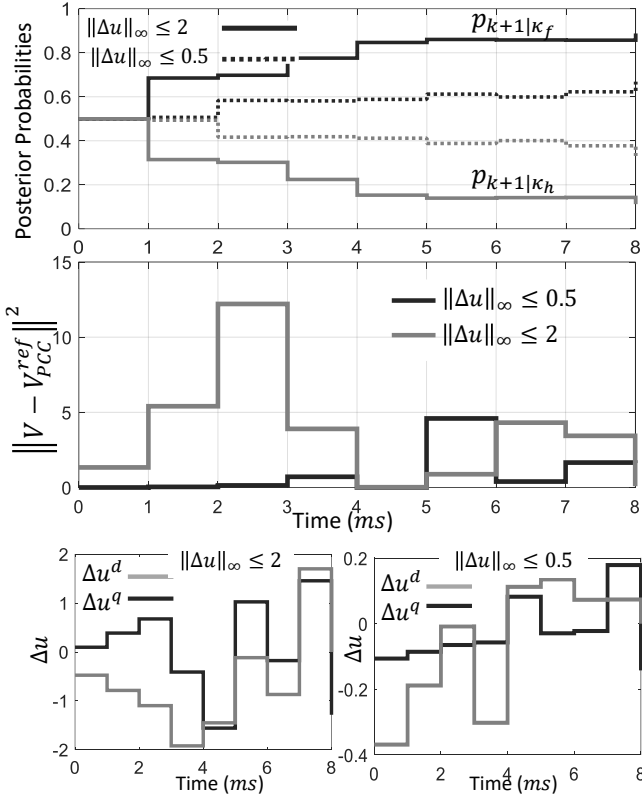 Posterior Probabilities
1
0.8
0.6
0.4
0.2
0
‖Δu‖∞ ≤ 2
‖Δu‖∞ ≤ 0.5
p_{k+1|κ_f}
p_{k+1|κ_h}
0 1 2 3 4 5 6 7 8
‖V − V_{PCC}^{ref}‖²
15
10
5
0
‖Δu‖∞ ≤ 0.5
‖Δu‖∞ ≤ 2
0 1 2 3 4 5 6 7 8
Time (ms)
Δu
2
1
0
-1
-2
Δu^d
Δu^q
‖Δu‖∞ ≤ 2
0 2 4 6 8
Time (ms)
Δu
0.2
0
-0.2
-0.4
Δu^d
Δu^q
‖Δu‖∞ ≤ 0.5
0 2 4 6 8
Time (ms)